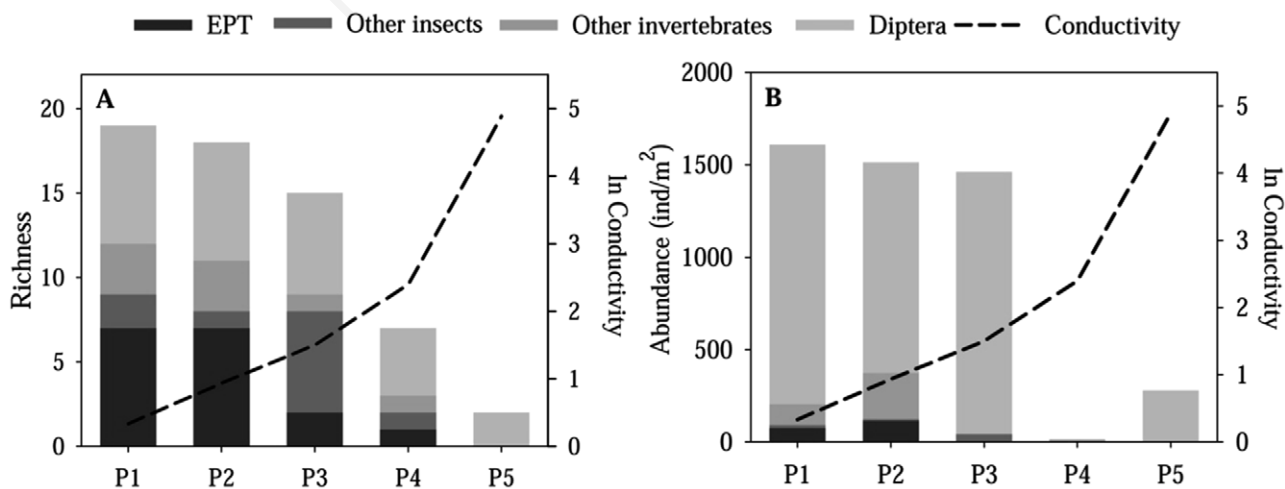 EPT Other insects Other invertebrates Diptera Conductivity
A
20
15
10
5
0
Richness
5
4
3
2
1
0
ln Conductivity
P1 P2 P3 P4 P5
B
2000
1500
1000
500
0
Abundance (ind/m²)
5
4
3
2
1
0
ln Conductivity
P1 P2 P3 P4 P5